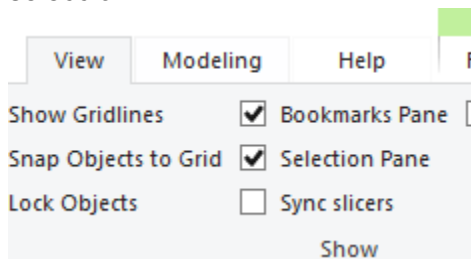 View Modeling Help
Show Gridlines Bookmarks Pane
Snap Objects to Grid Selection Pane
Lock Objects Sync slicers
Show